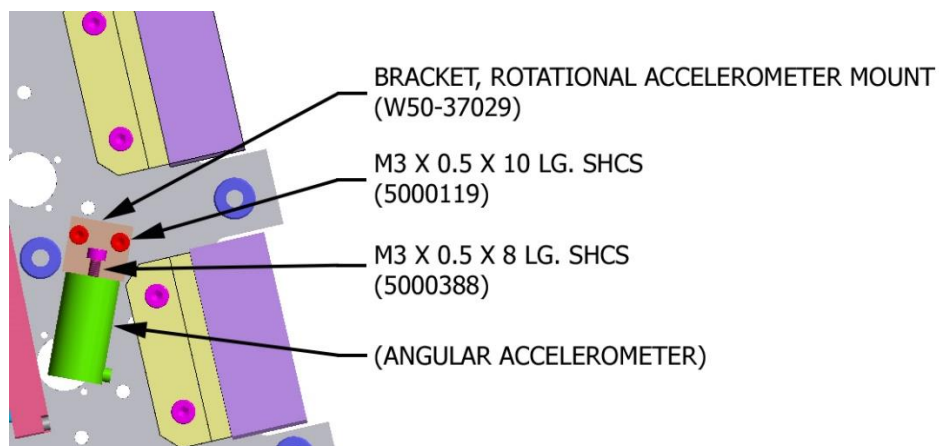 BRACKET, ROTATIONAL ACCELEROMETER MOUNT
(W50-37029)
M3 X 0.5 X 10 LG. SHCS
(5000119)
M3 X 0.5 X 8 LG. SHCS
(5000388)
(ANGULAR ACCELEROMETER)